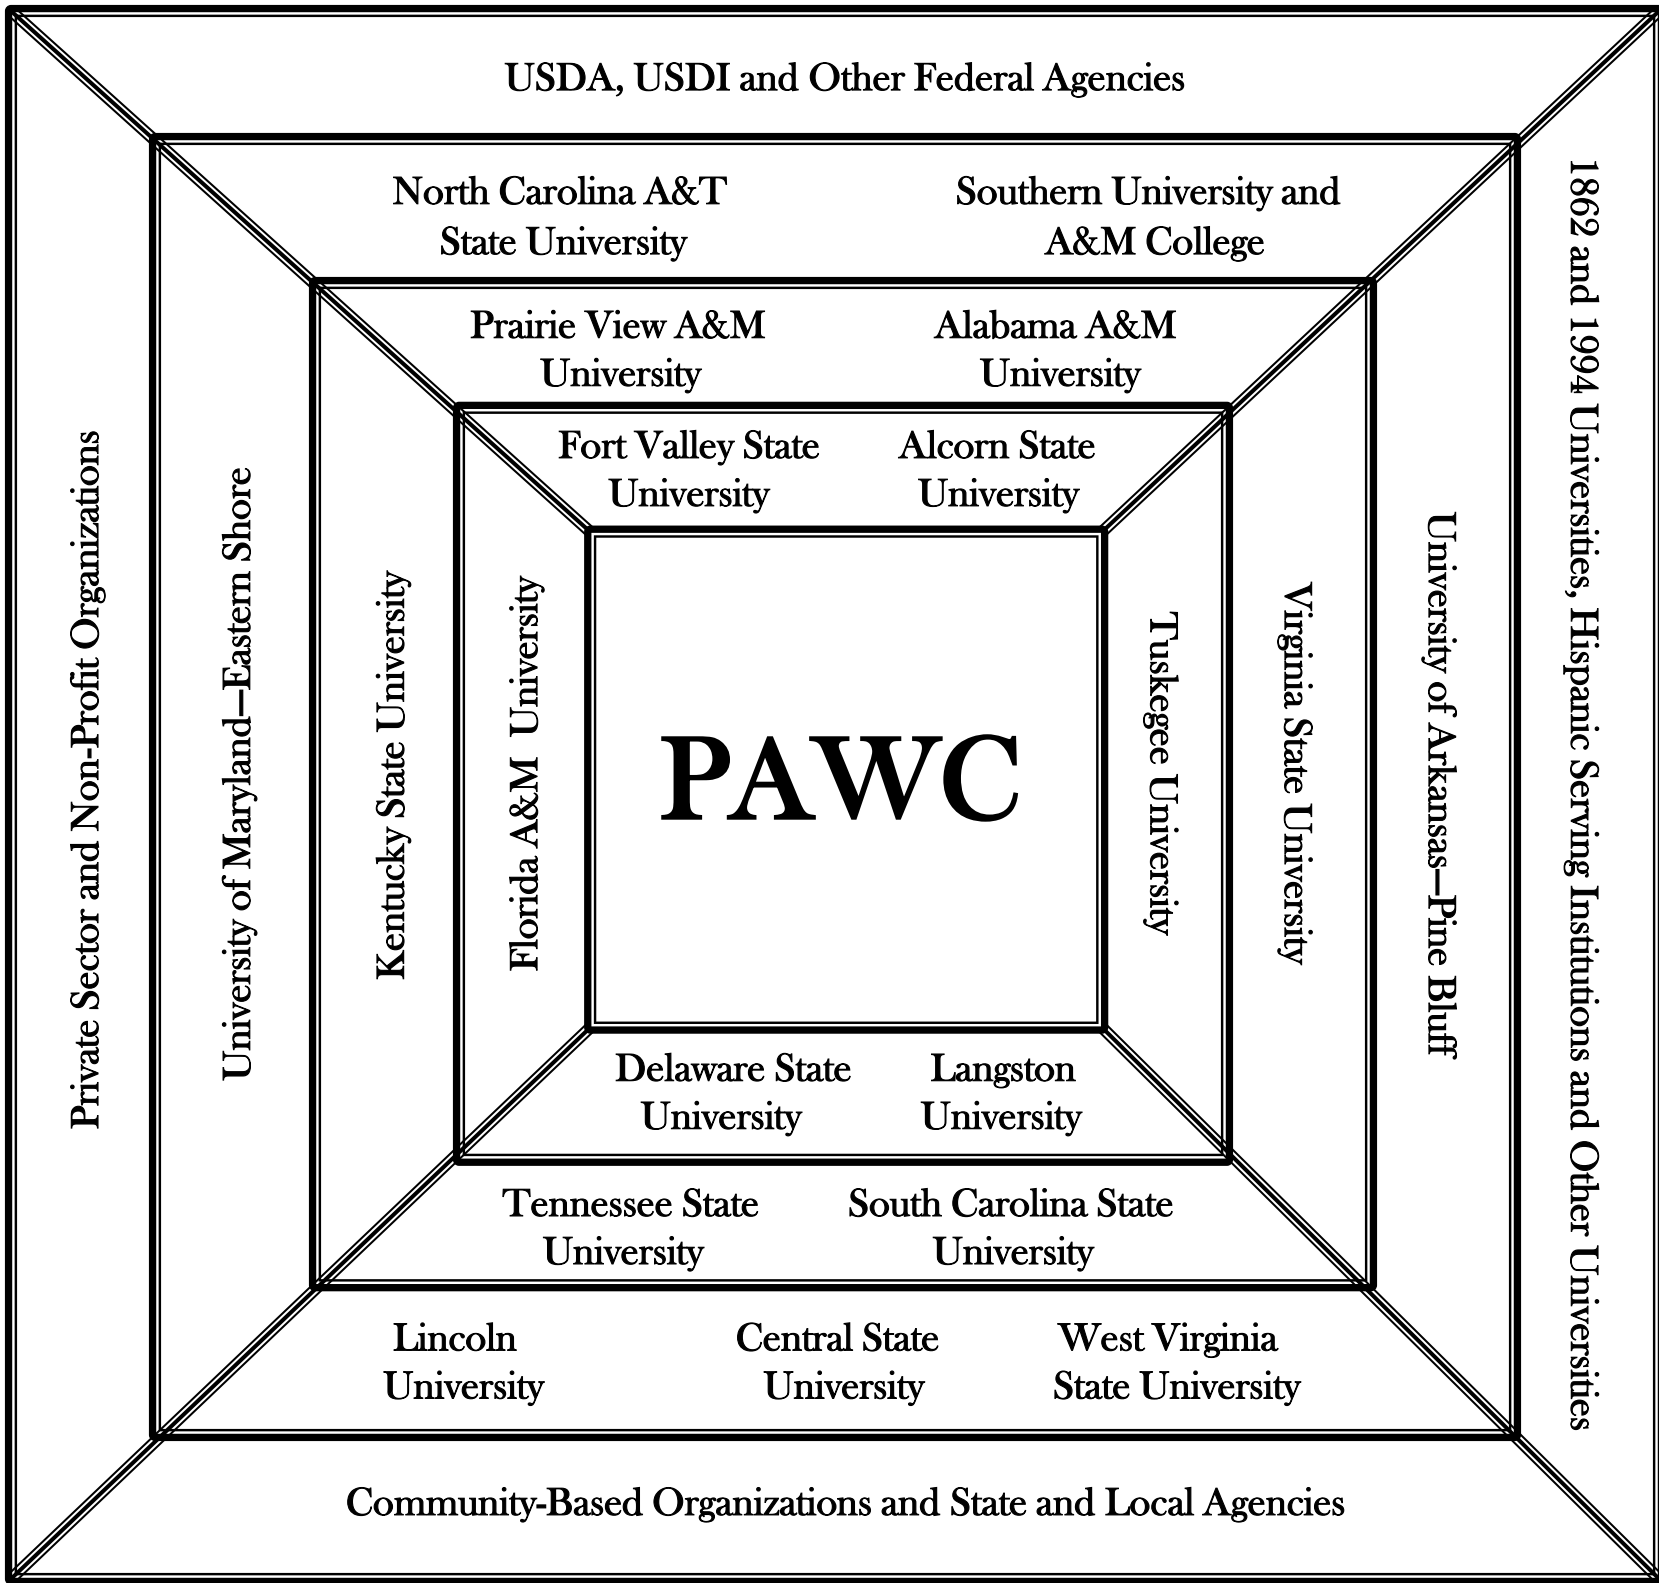 USDA, USDI and Other Federal Agencies
North Carolina A&T
State University
Southern University and
A&M College
Prairie View A&M
University
Alabama A&M
University
Fort Valley State
University
Alcorn State
University
Private Sector and Non-Profit Organizations
University of Maryland—Eastern Shore
Kentucky State University
Florida A&M University
PAWC
Tuskegee University
Virginia State University
University of Arkansas—Pine Bluff
1862 and 1994 Universities, Hispanic Serving Institutions and Other Universities
Delaware State
University
Langston
University
Tennessee State
University
South Carolina State
University
Lincoln
University
Central State
University
West Virginia
State University
Community-Based Organizations and State and Local Agencies